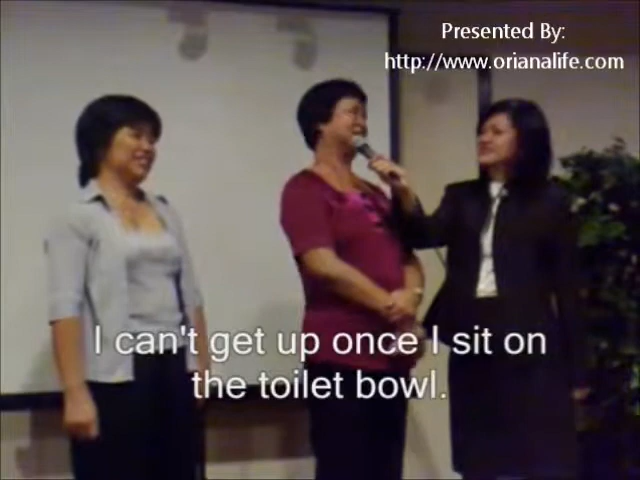 Presented By:
http://www.orianalife.com
I can't get up once I sit on
the toilet bowl.